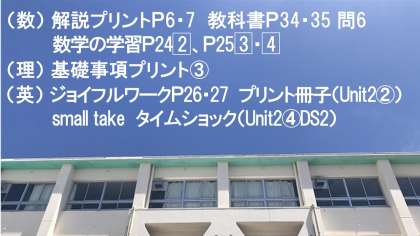 （数）解説プリントP6・7　教科書P34・35 問6
数学の学習P24[2]、P25[3]・[4]
（理）基礎事項プリント③
（英）ジョイフルワークP26・27　プリント冊子（Unit2②）
small take　タイムショック（Unit2④DS2）